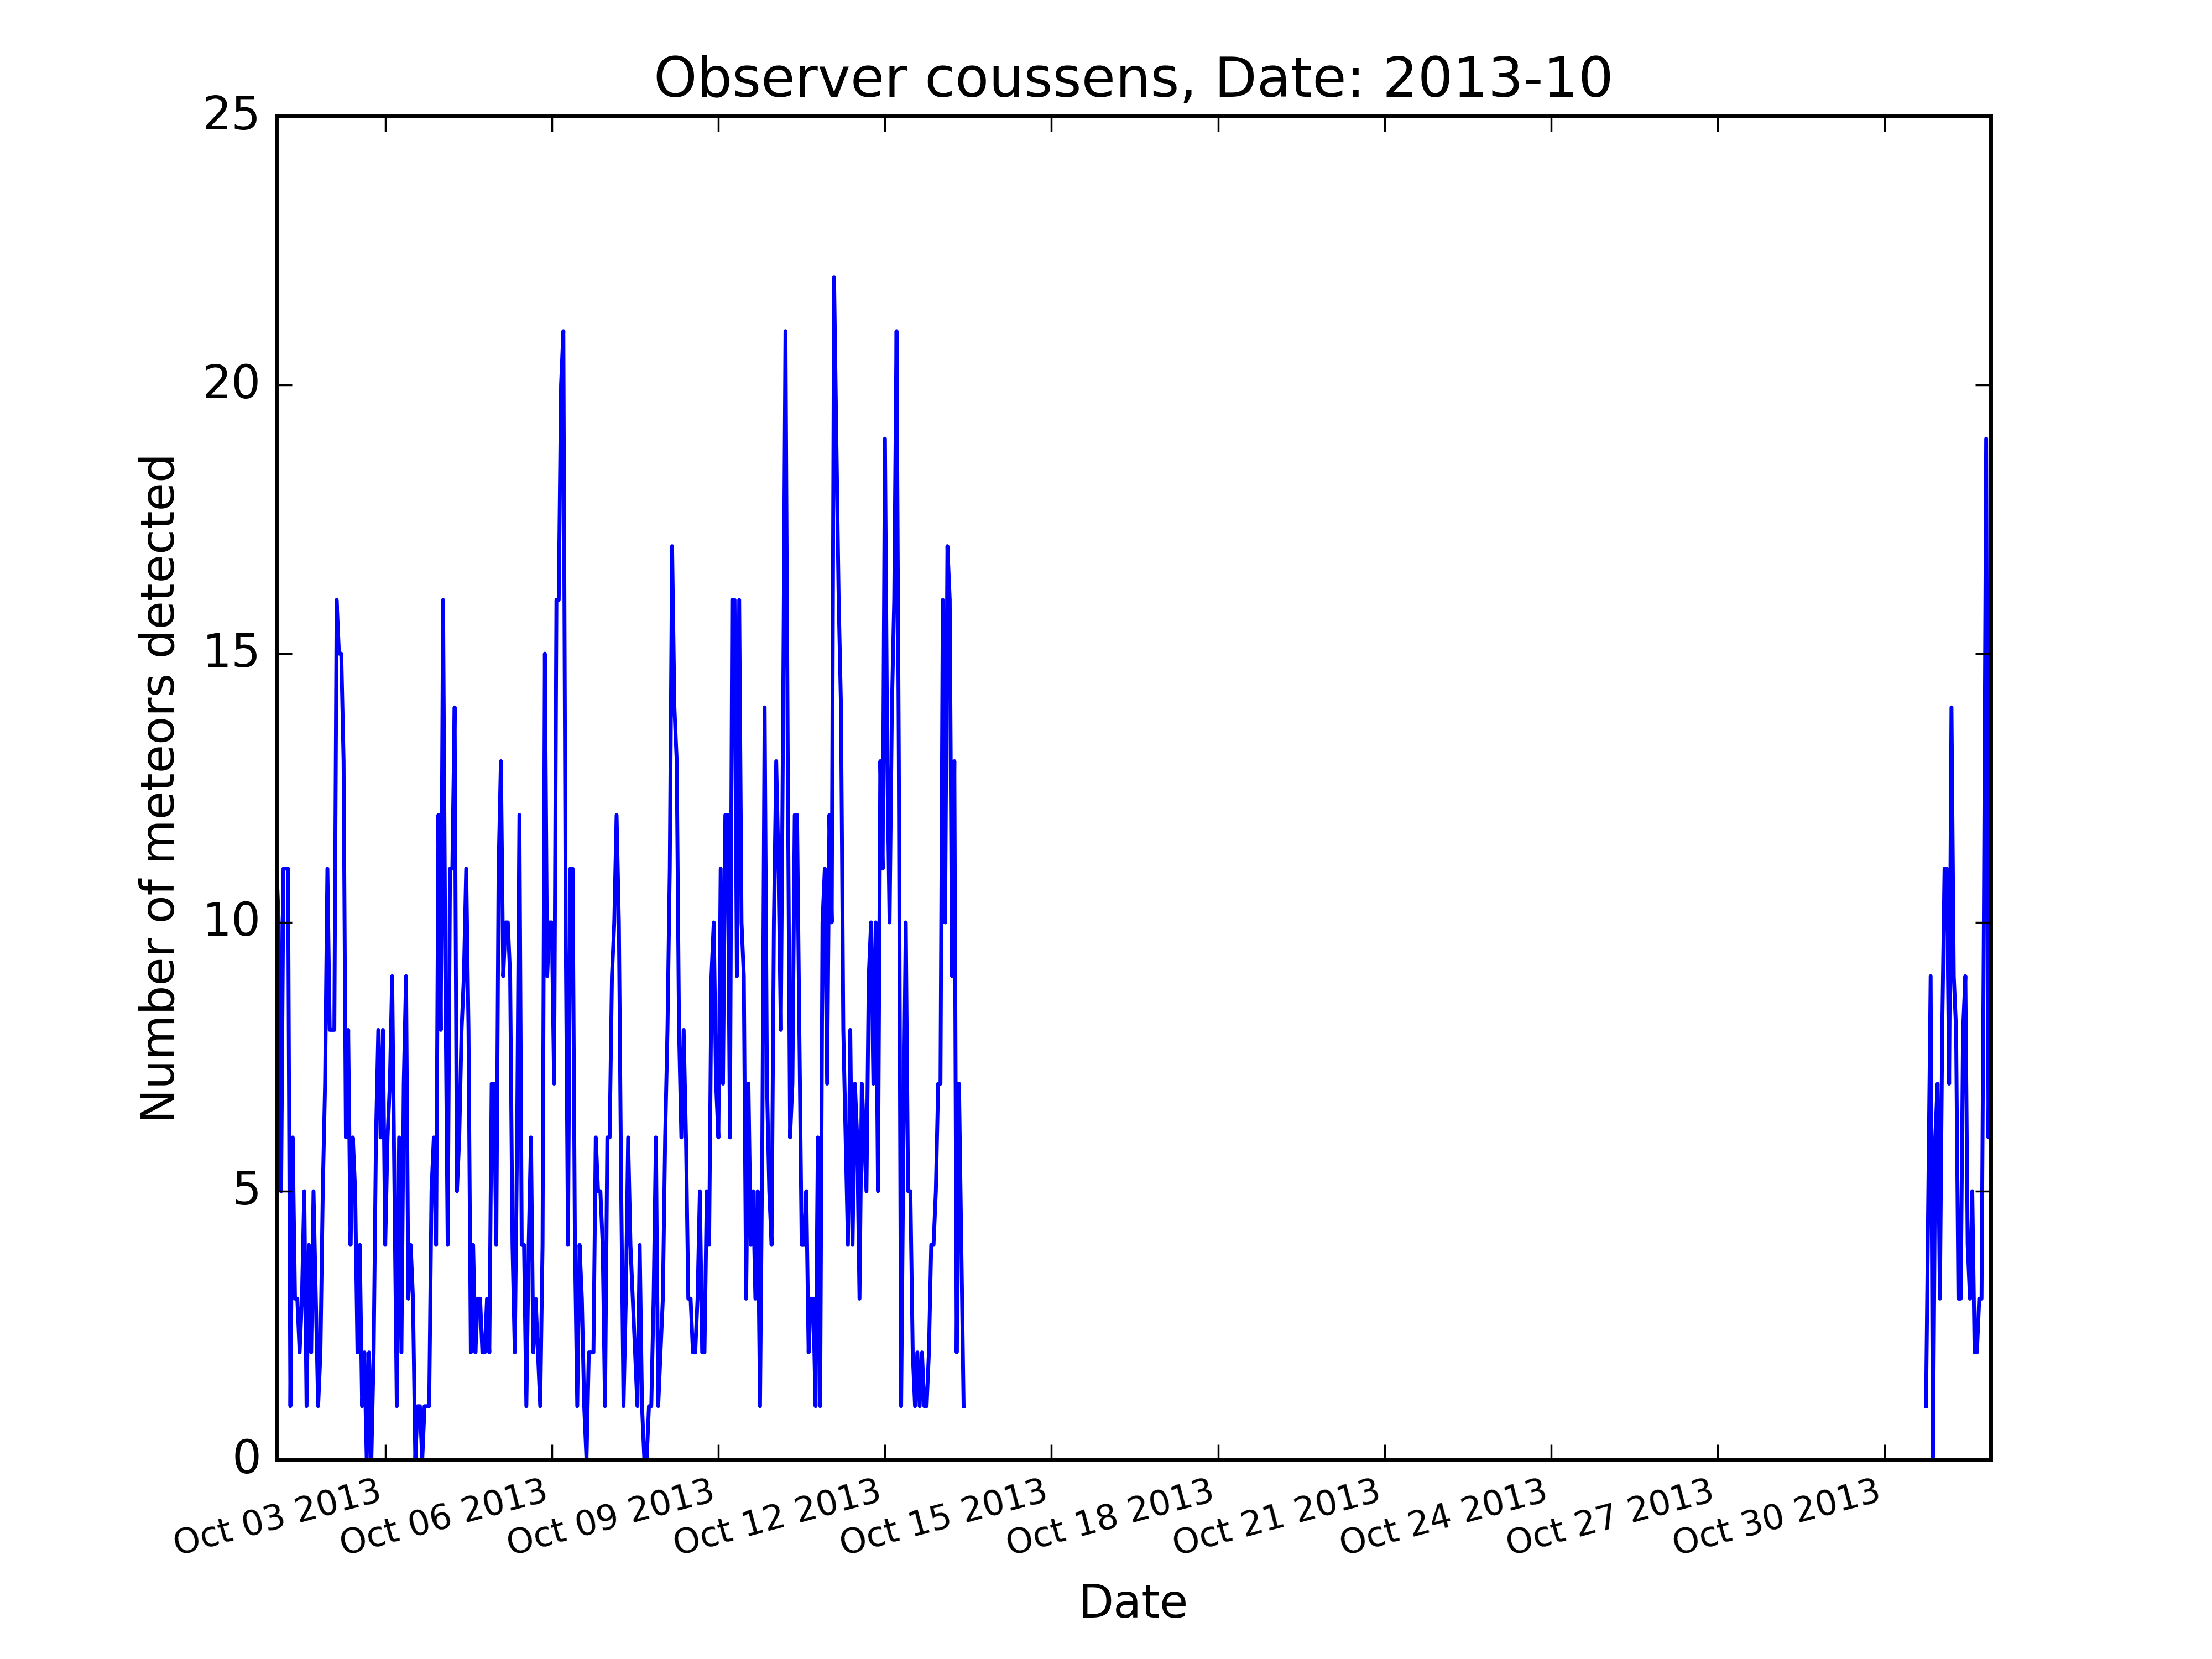 Observer coussens, Date: 2013-10
25
20
15
10
5
0
Number of meteors detected
Oct 03 2013
Oct 06 2013
Oct 09 2013
Oct 12 2013
Oct 15 2013
Oct 18 2013
Oct 21 2013
Oct 24 2013
Oct 27 2013
Oct 30 2013
Date